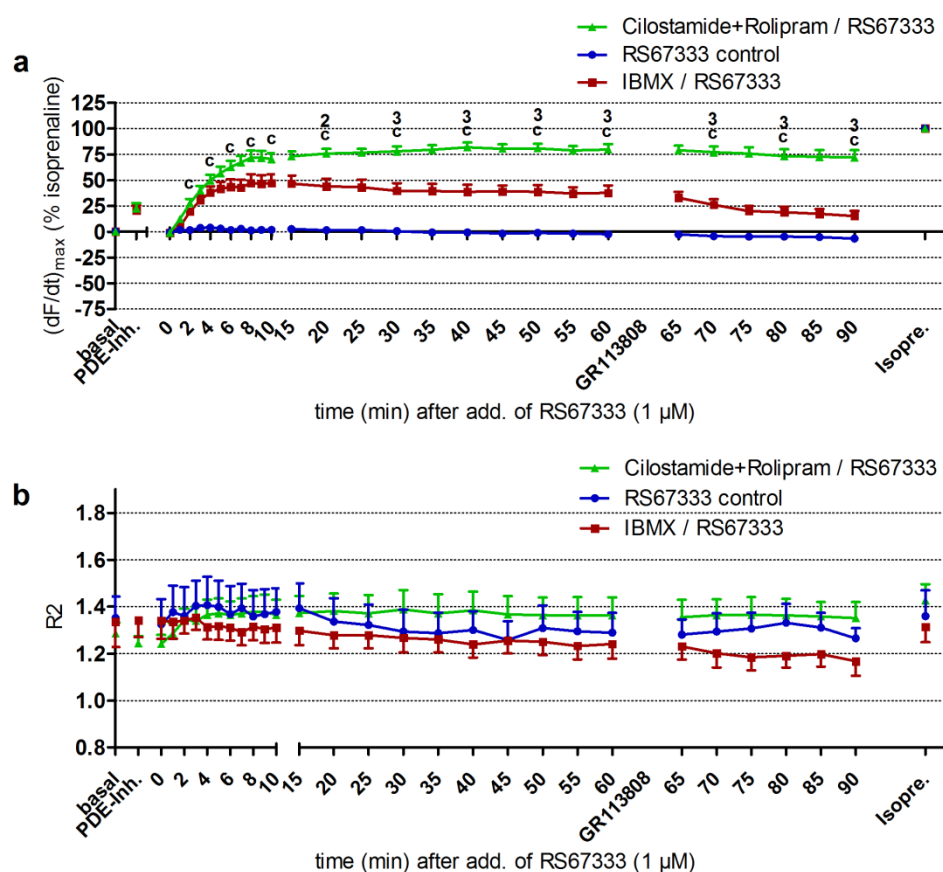 Cilostamide+Rolipram / RS67333
RS67333 control
IBMX / RS67333
a
(dF/dt)max (% isoprenaline)
125
100
75
50
25
0
-25
-50
-75
c c c c c c 2 c 3 c 3 c 3 c 3 c 3 c 3 c 3 c
basal PDE-Inh. 0 2 4 6 8 10 15 20 25 30 35 40 45 50 55 60 GR113808 65 70 75 80 85 90 Isopre.
time (min) after add. of RS67333 (1 µM)
b
Cilostamide+Rolipram / RS67333
RS67333 control
IBMX / RS67333
R2
1.8
1.6
1.4
1.2
1.0
0.8
basal PDE-Inh. 0 2 4 6 8 10 15 20 25 30 35 40 45 50 55 60 GR113808 65 70 75 80 85 90 Isopre.
time (min) after add. of RS67333 (1 µM)